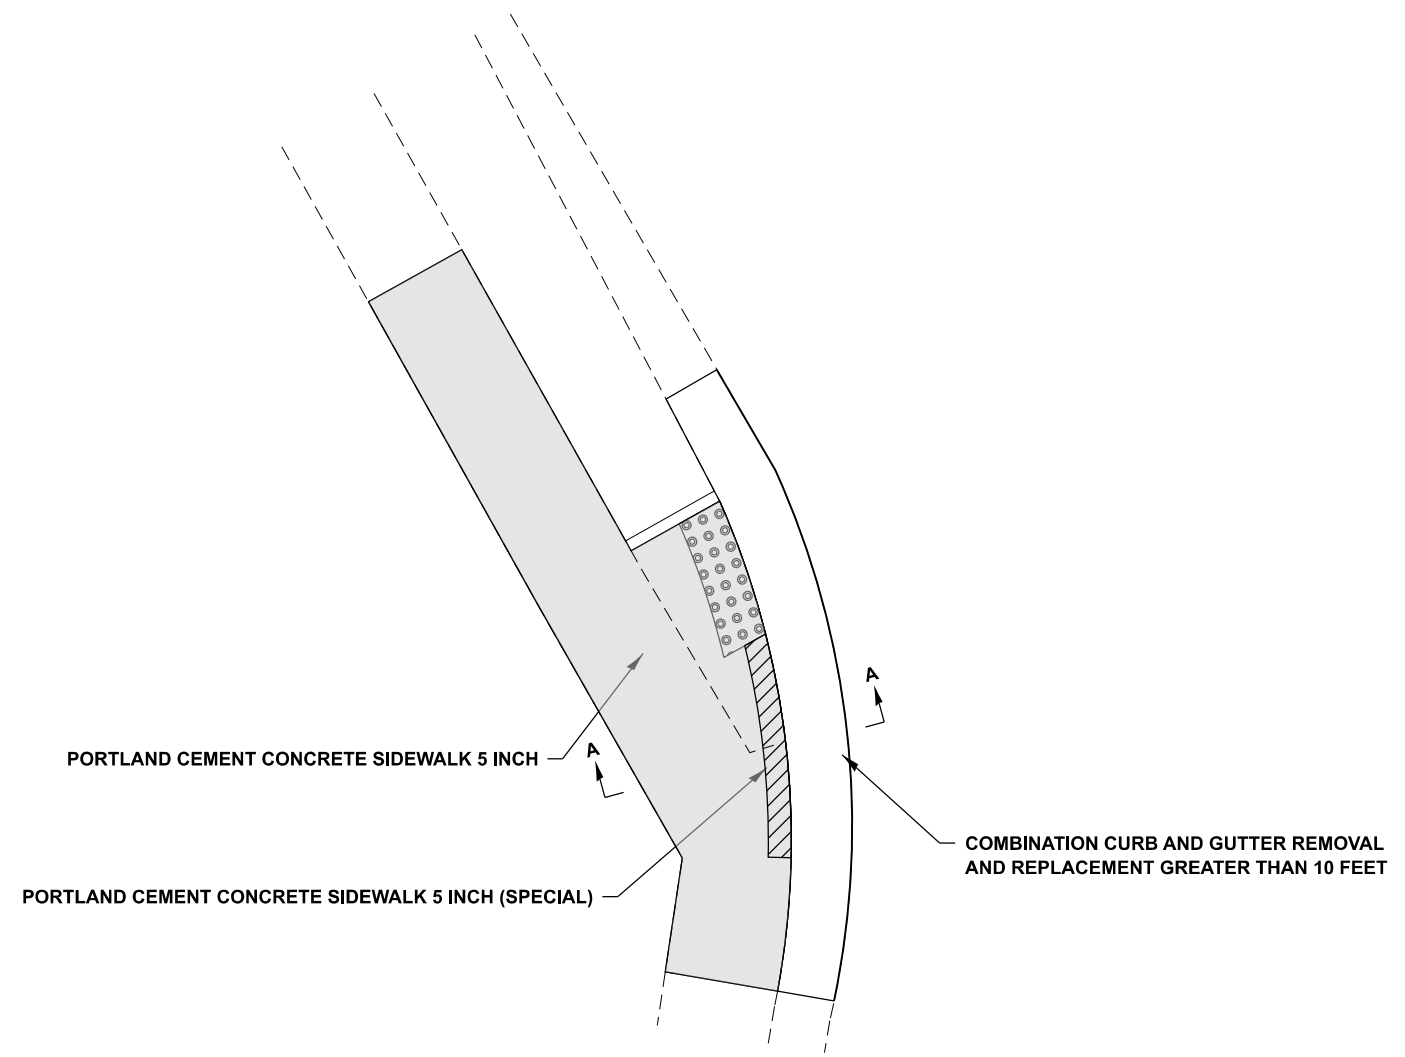 A
PORTLAND CEMENT CONCRETE SIDEWALK 5 INCH
A
COMBINATION CURB AND GUTTER REMOVAL
AND REPLACEMENT GREATER THAN 10 FEET
PORTLAND CEMENT CONCRETE SIDEWALK 5 INCH (SPECIAL)